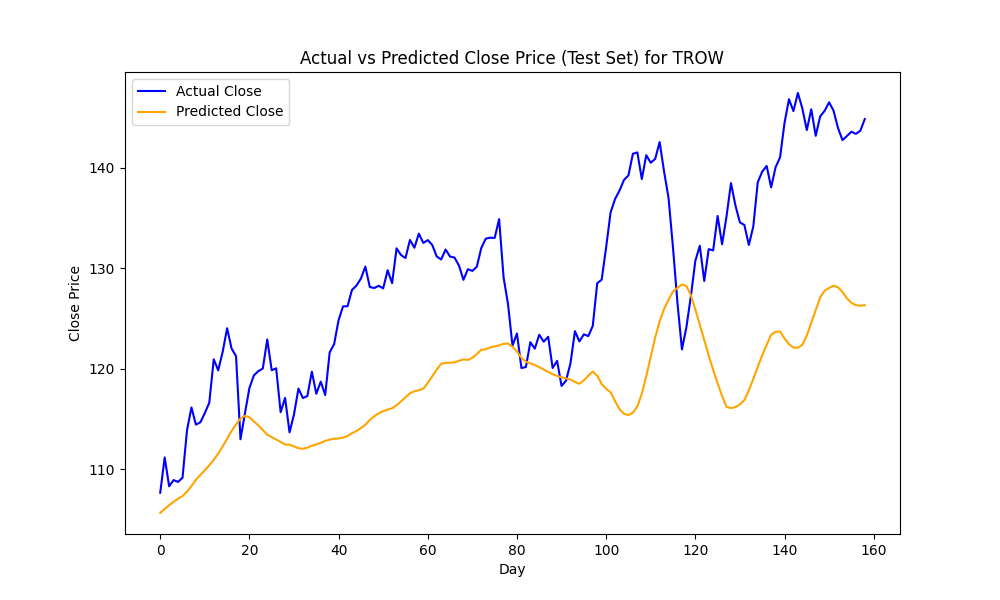 Actual vs Predicted Close Price (Test Set) for TROW
Actual Close
Predicted Close
Close Price
140
130
120
110
0 20 40 60 80 100 120 140 160
Day